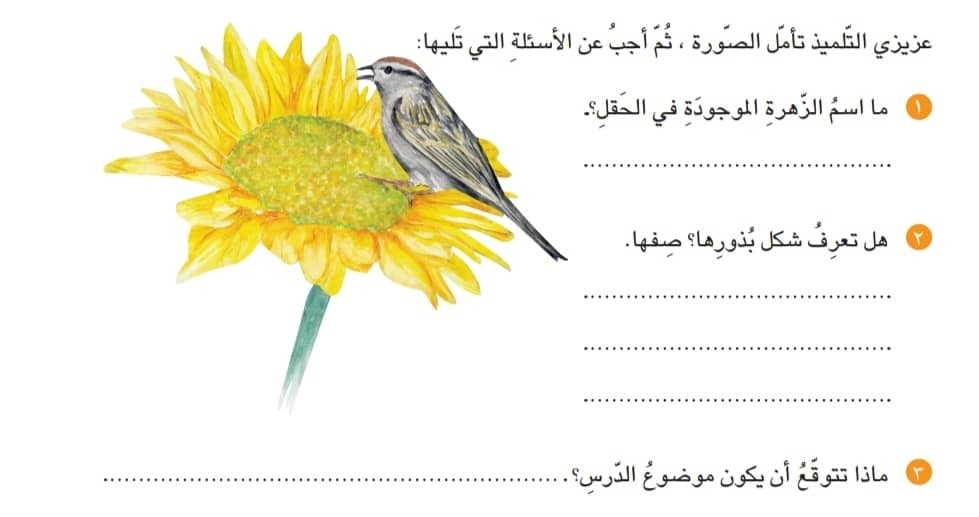 عزيزي التّلميذ تأمّل الصّورة ، ثُمّ أجبُ عن الأسئلةِ التي تَليها:
١ ما اسمُ الزّهرةِ الموجودَةِ في الحَقلِ؟.
................................................
٢ هل تعرِفُ شكل بُذورِها؟ صِفها.
................................................
................................................
................................................
٣ ماذا تتوقّعُ أن يكون موضوعُ الدّرسِ؟. ................................................